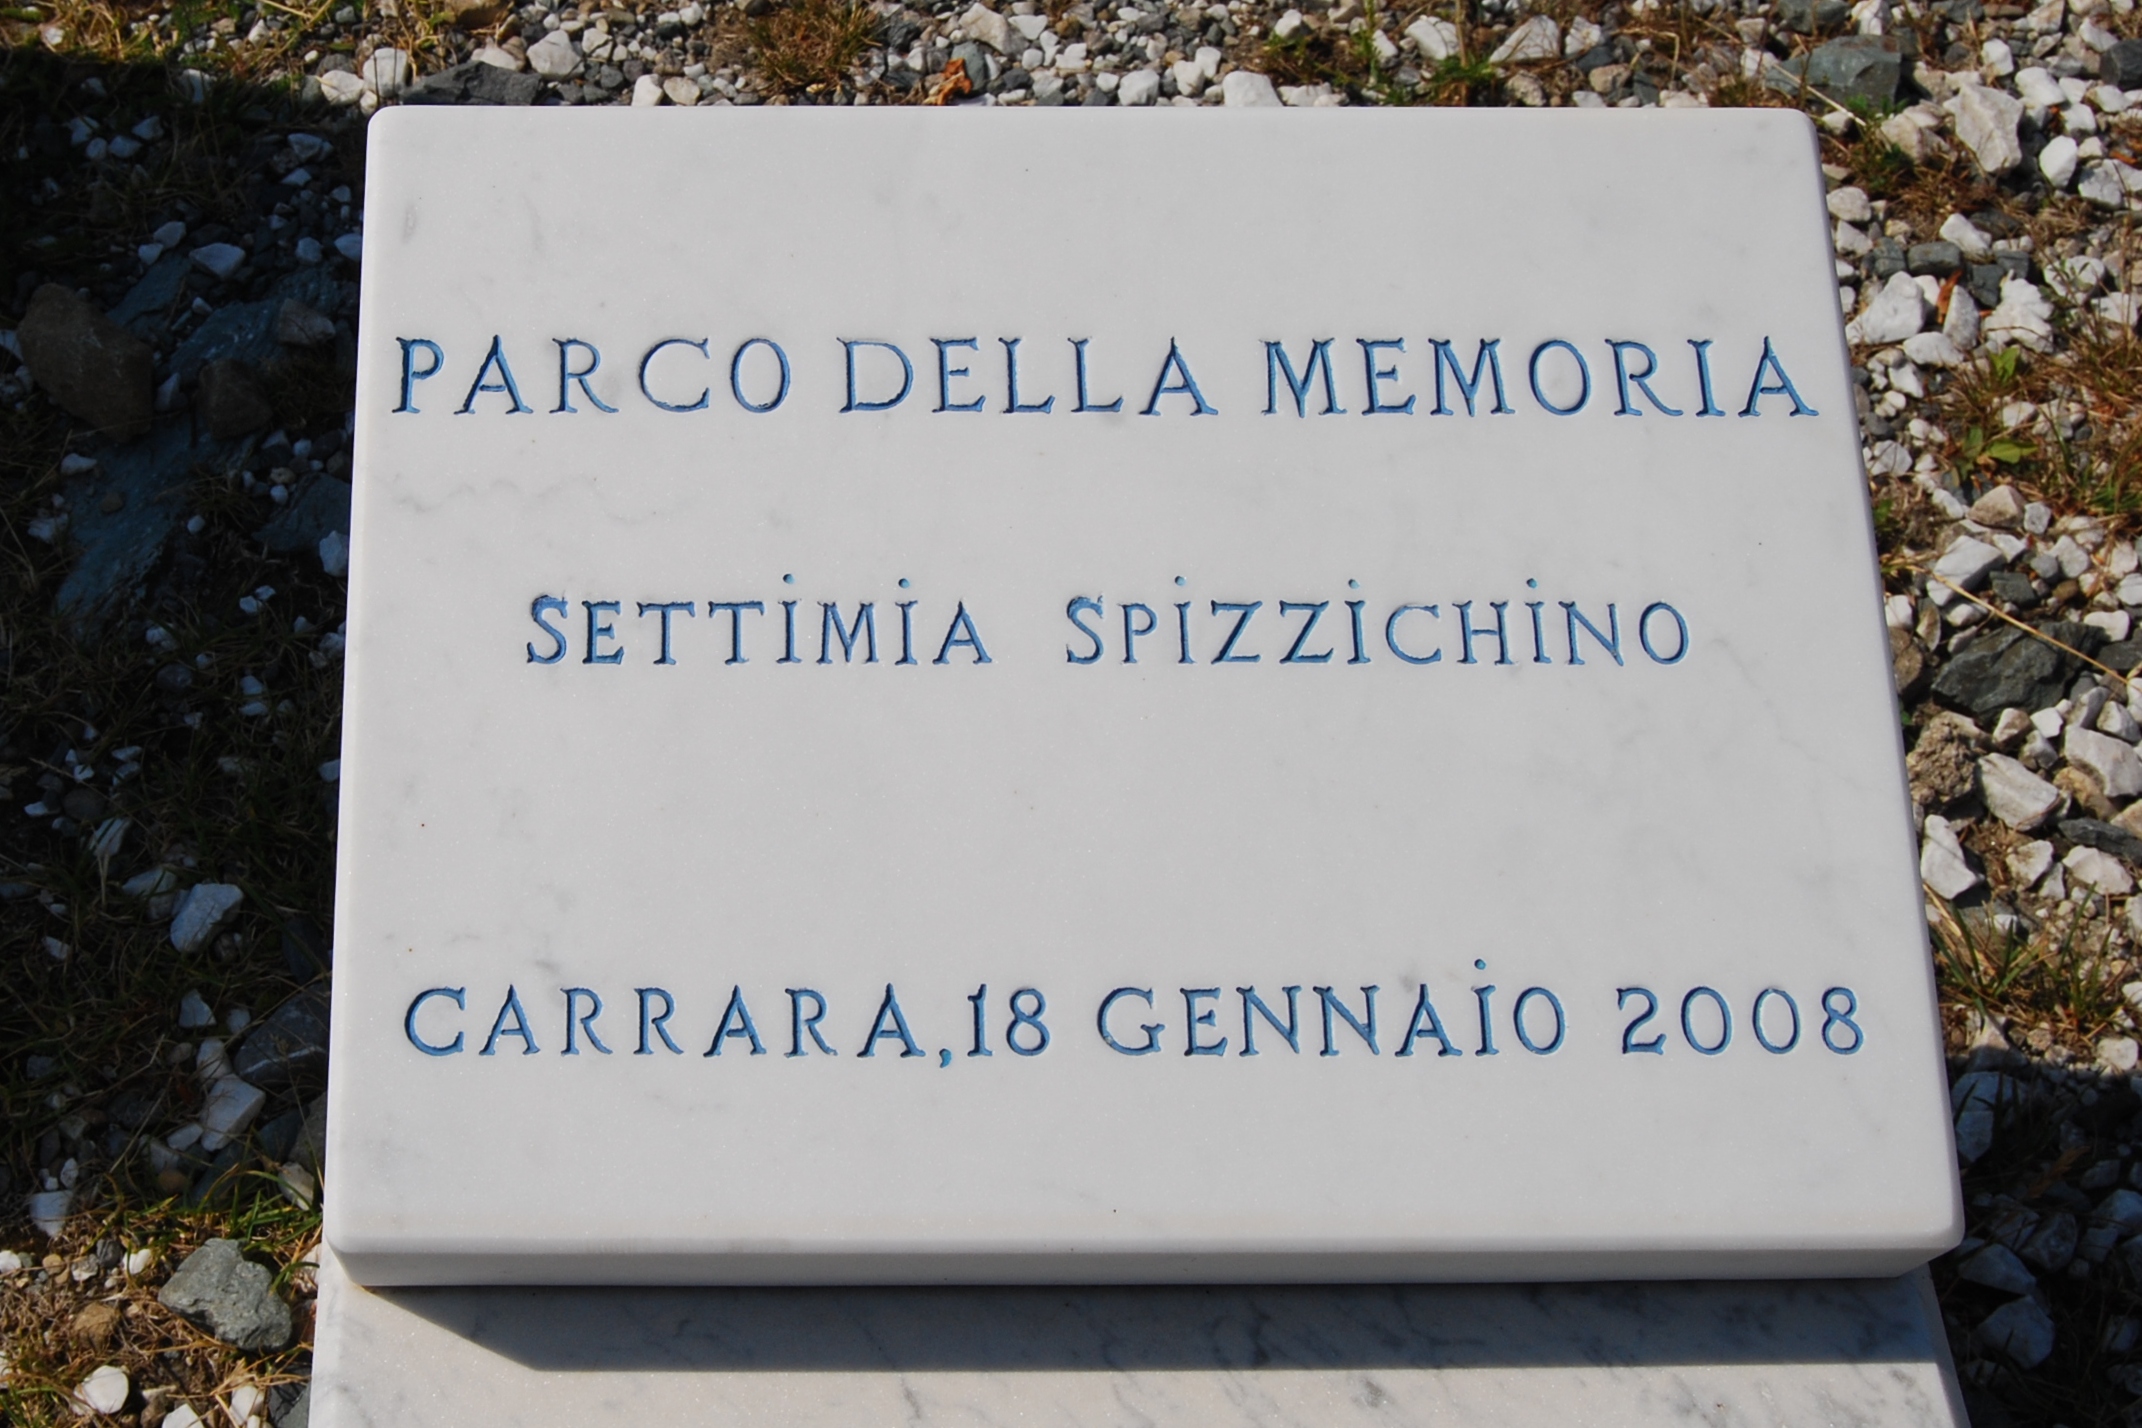 PARCO DELLA MEMORIA
SETTIMIA SPIZZICHINO
CARRARA, 18 GENNAIO 2008